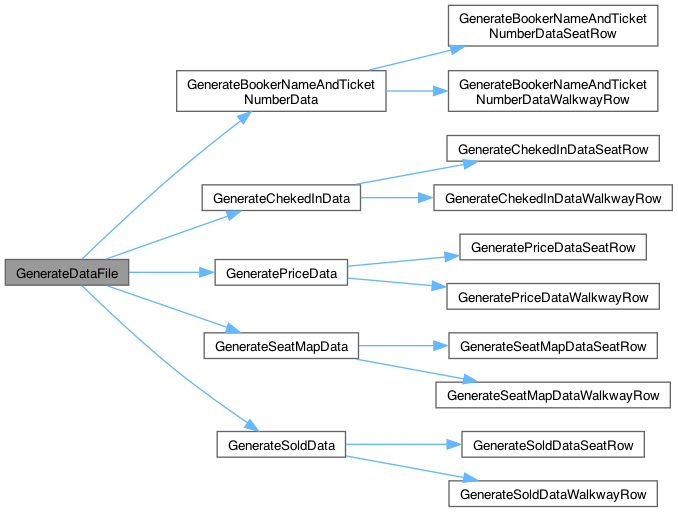 GenerateDataFile
GenerateBookerNameAndTicket
NumberData
GenerateBookerNameAndTicket
NumberDataSeatRow
GenerateBookerNameAndTicket
NumberDataWalkwayRow
GenerateChekedInData
GenerateChekedInDataSeatRow
GenerateChekedInDataWalkwayRow
GeneratePriceData
GeneratePriceDataSeatRow
GeneratePriceDataWalkwayRow
GenerateSeatMapData
GenerateSeatMapDataSeatRow
GenerateSeatMapDataWalkwayRow
GenerateSoldData
GenerateSoldDataSeatRow
GenerateSoldDataWalkwayRow